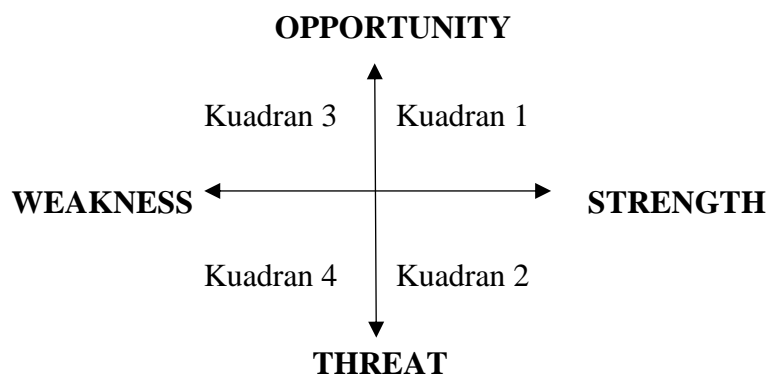 OPPORTUNITY
Kuadran 3 Kuadran 1
WEAKNESS STRENGTH
Kuadran 4 Kuadran 2
THREAT